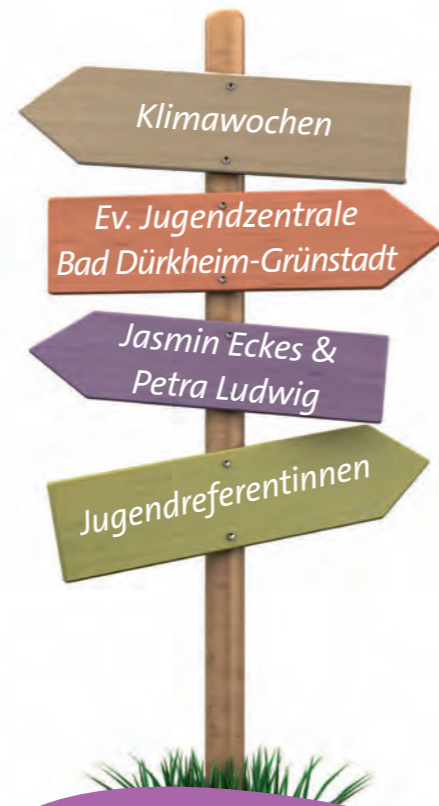 Klimawochen
Ev. Jugendzentrale
Bad Dürkheim-Grünstadt
Jasmin Eckes &
Petra Ludwig
Jugendreferentinnen